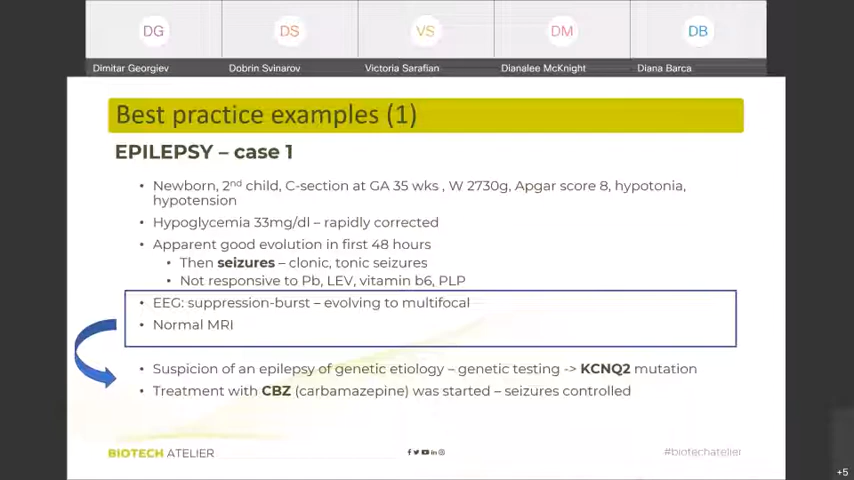 DG
DS
VS
DM
DB
Dimitar Georgiev
Dobrin Svinarov
Victoria Sarafian
Dianalee McKnight
Diana Barca
Best practice examples (1)
EPILEPSY – case 1
• Newborn, 2nd child, C-section at GA 35 wks , W 2730g, Apgar score 8, hypotonia,
hypotension
• Hypoglycemia 33mg/dl – rapidly corrected
• Apparent good evolution in first 48 hours
• Then seizures – clonic, tonic seizures
• Not responsive to Pb, LEV, vitamin b6, PLP
• EEG: suppression-burst – evolving to multifocal
• Normal MRI
• Suspicion of an epilepsy of genetic etiology – genetic testing -> KCNQ2 mutation
• Treatment with CBZ (carbamazepine) was started – seizures controlled
BIOTECH ATELIER
#biotechatelier
+5